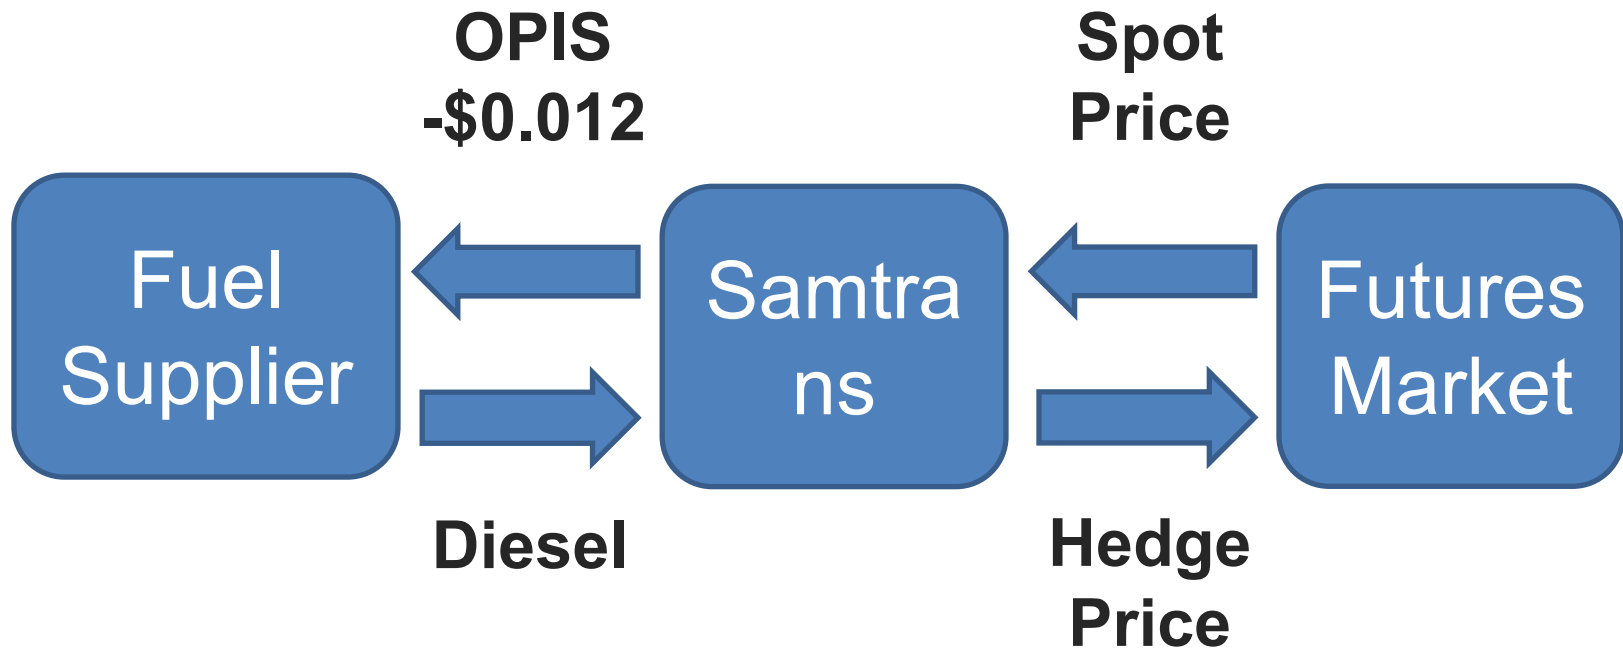 OPIS
-$0.012
Spot
Price
Fuel
Supplier
Samtra
ns
Futures
Market
Diesel
Hedge
Price